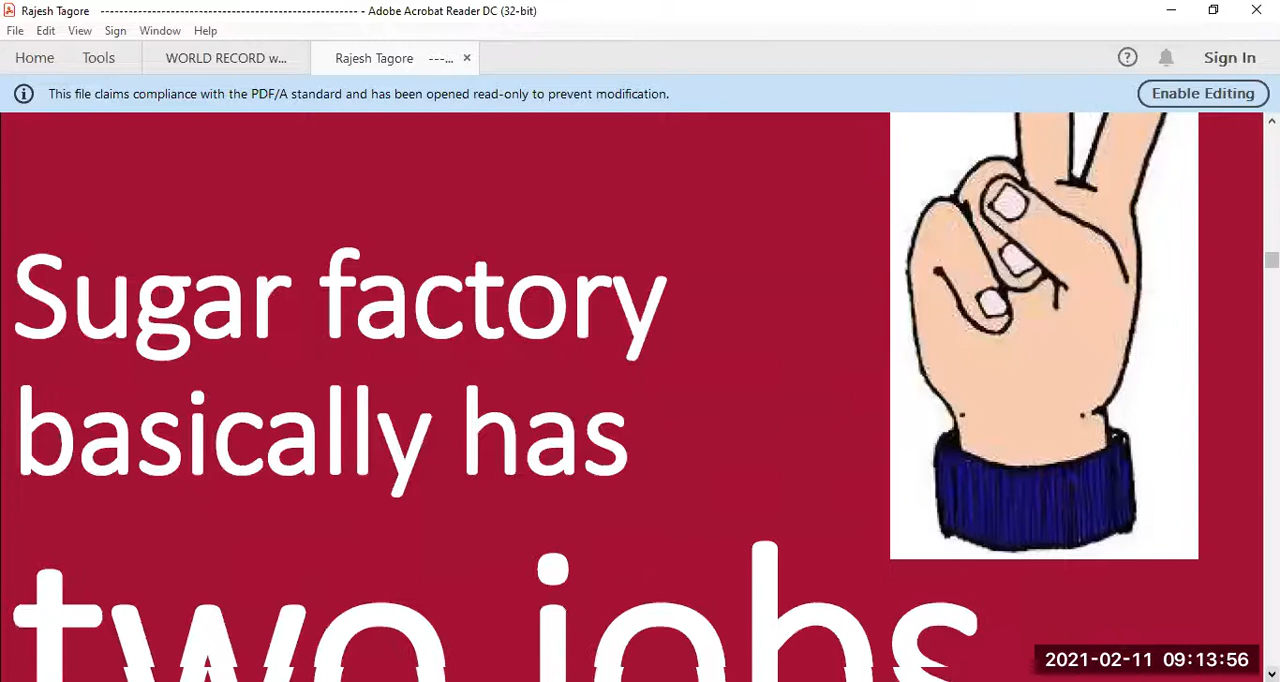 Rajesh Tagore ---------------------------------------------------- - Adobe Acrobat Reader DC (32-bit)
File Edit View Sign Window Help
Home Tools WORLD RECORD w... Rajesh Tagore ---... × Sign In
This file claims compliance with the PDF/A standard and has been opened read-only to prevent modification. Enable Editing
Sugar factory
basically has
two jobs
2021-02-11 09:13:56